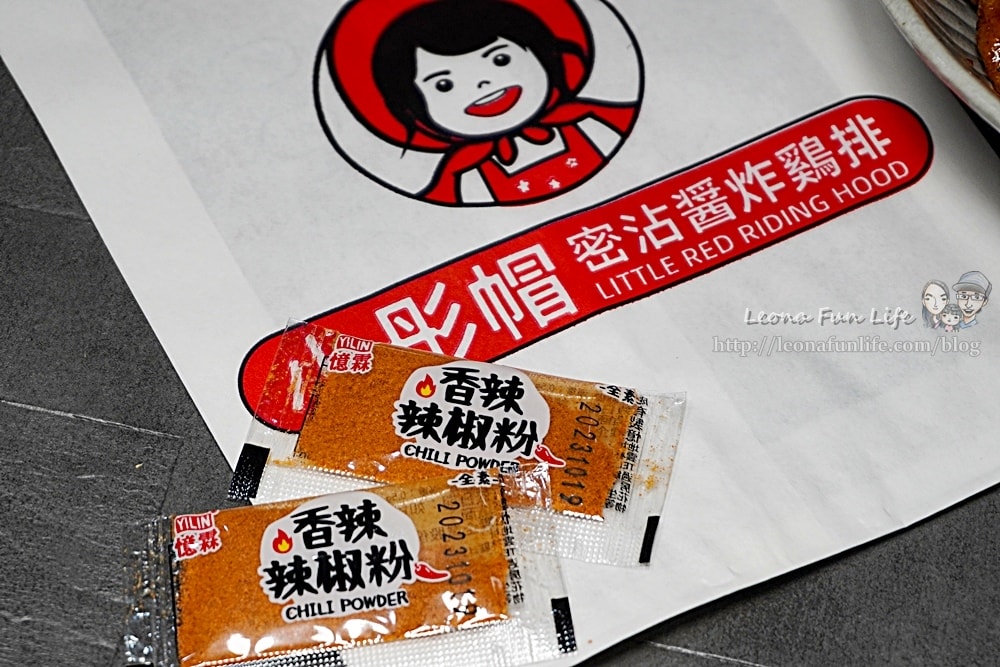 彤帽
密沾醬炸鷄排
LITTLE RED RIDING HOOD
Leona Fun Life
http://leonafunlife.com/blog
YILIN
憶霖
香辣
辣椒粉
CHILI POWDER
全素
20231019
YILIN
憶霖
香辣
辣椒粉
CHILI POWDER
全素
20231019